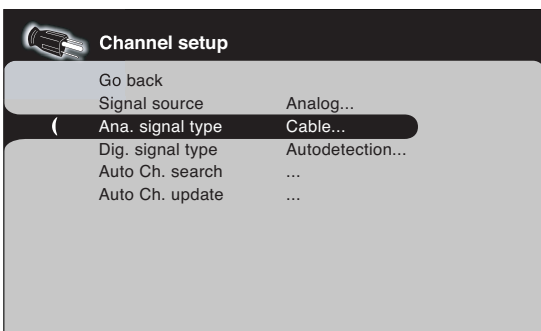 Channel setup
Go back
Signal source Analog...
Ana. signal type Cable...
Dig. signal type Autodetection...
Auto Ch. search ...
Auto Ch. update ...